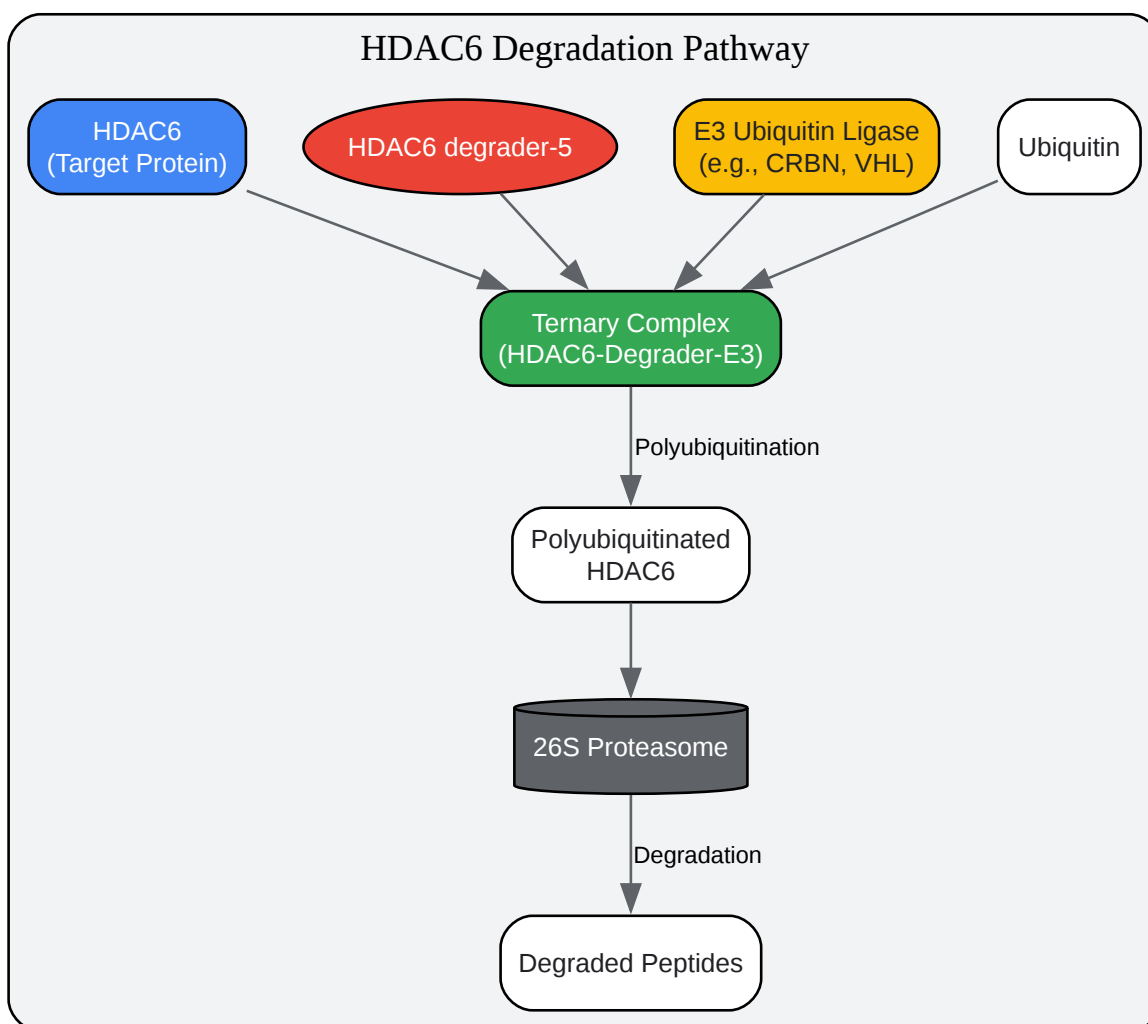 HDAC6 Degradation Pathway
HDAC6
(Target Protein)
HDAC6 degrader-5
E3 Ubiquitin Ligase
(e.g., CRBN, VHL)
Ubiquitin
Ternary Complex
(HDAC6-Degrader-E3)
Polyubiquitination
Polyubiquitinated
HDAC6
26S Proteasome
Degradation
Degraded Peptides